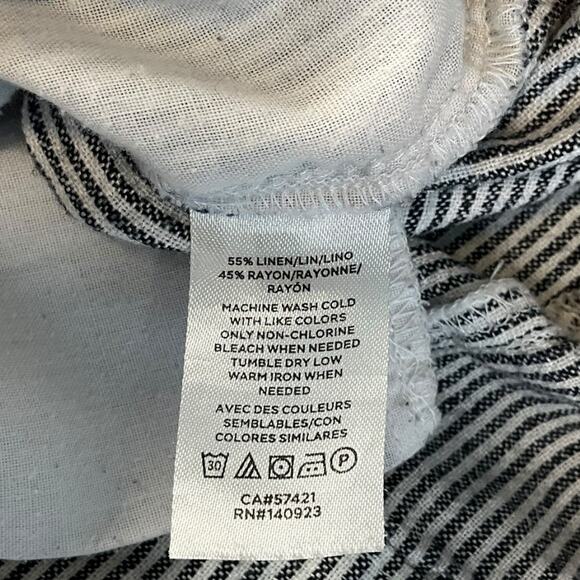 55% LINEN/LIN/LINO
45% RAYON/RAYONNE/
RAYÓN
MACHINE WASH COLD
WITH LIKE COLORS
ONLY NON-CHLORINE
BLEACH WHEN NEEDED
TUMBLE DRY LOW
WARM IRON WHEN
NEEDED
AVEC DES COULEURS
SEMBLABLES/CON
COLORES SIMILARES
30 P
CA#57421
RN#140923